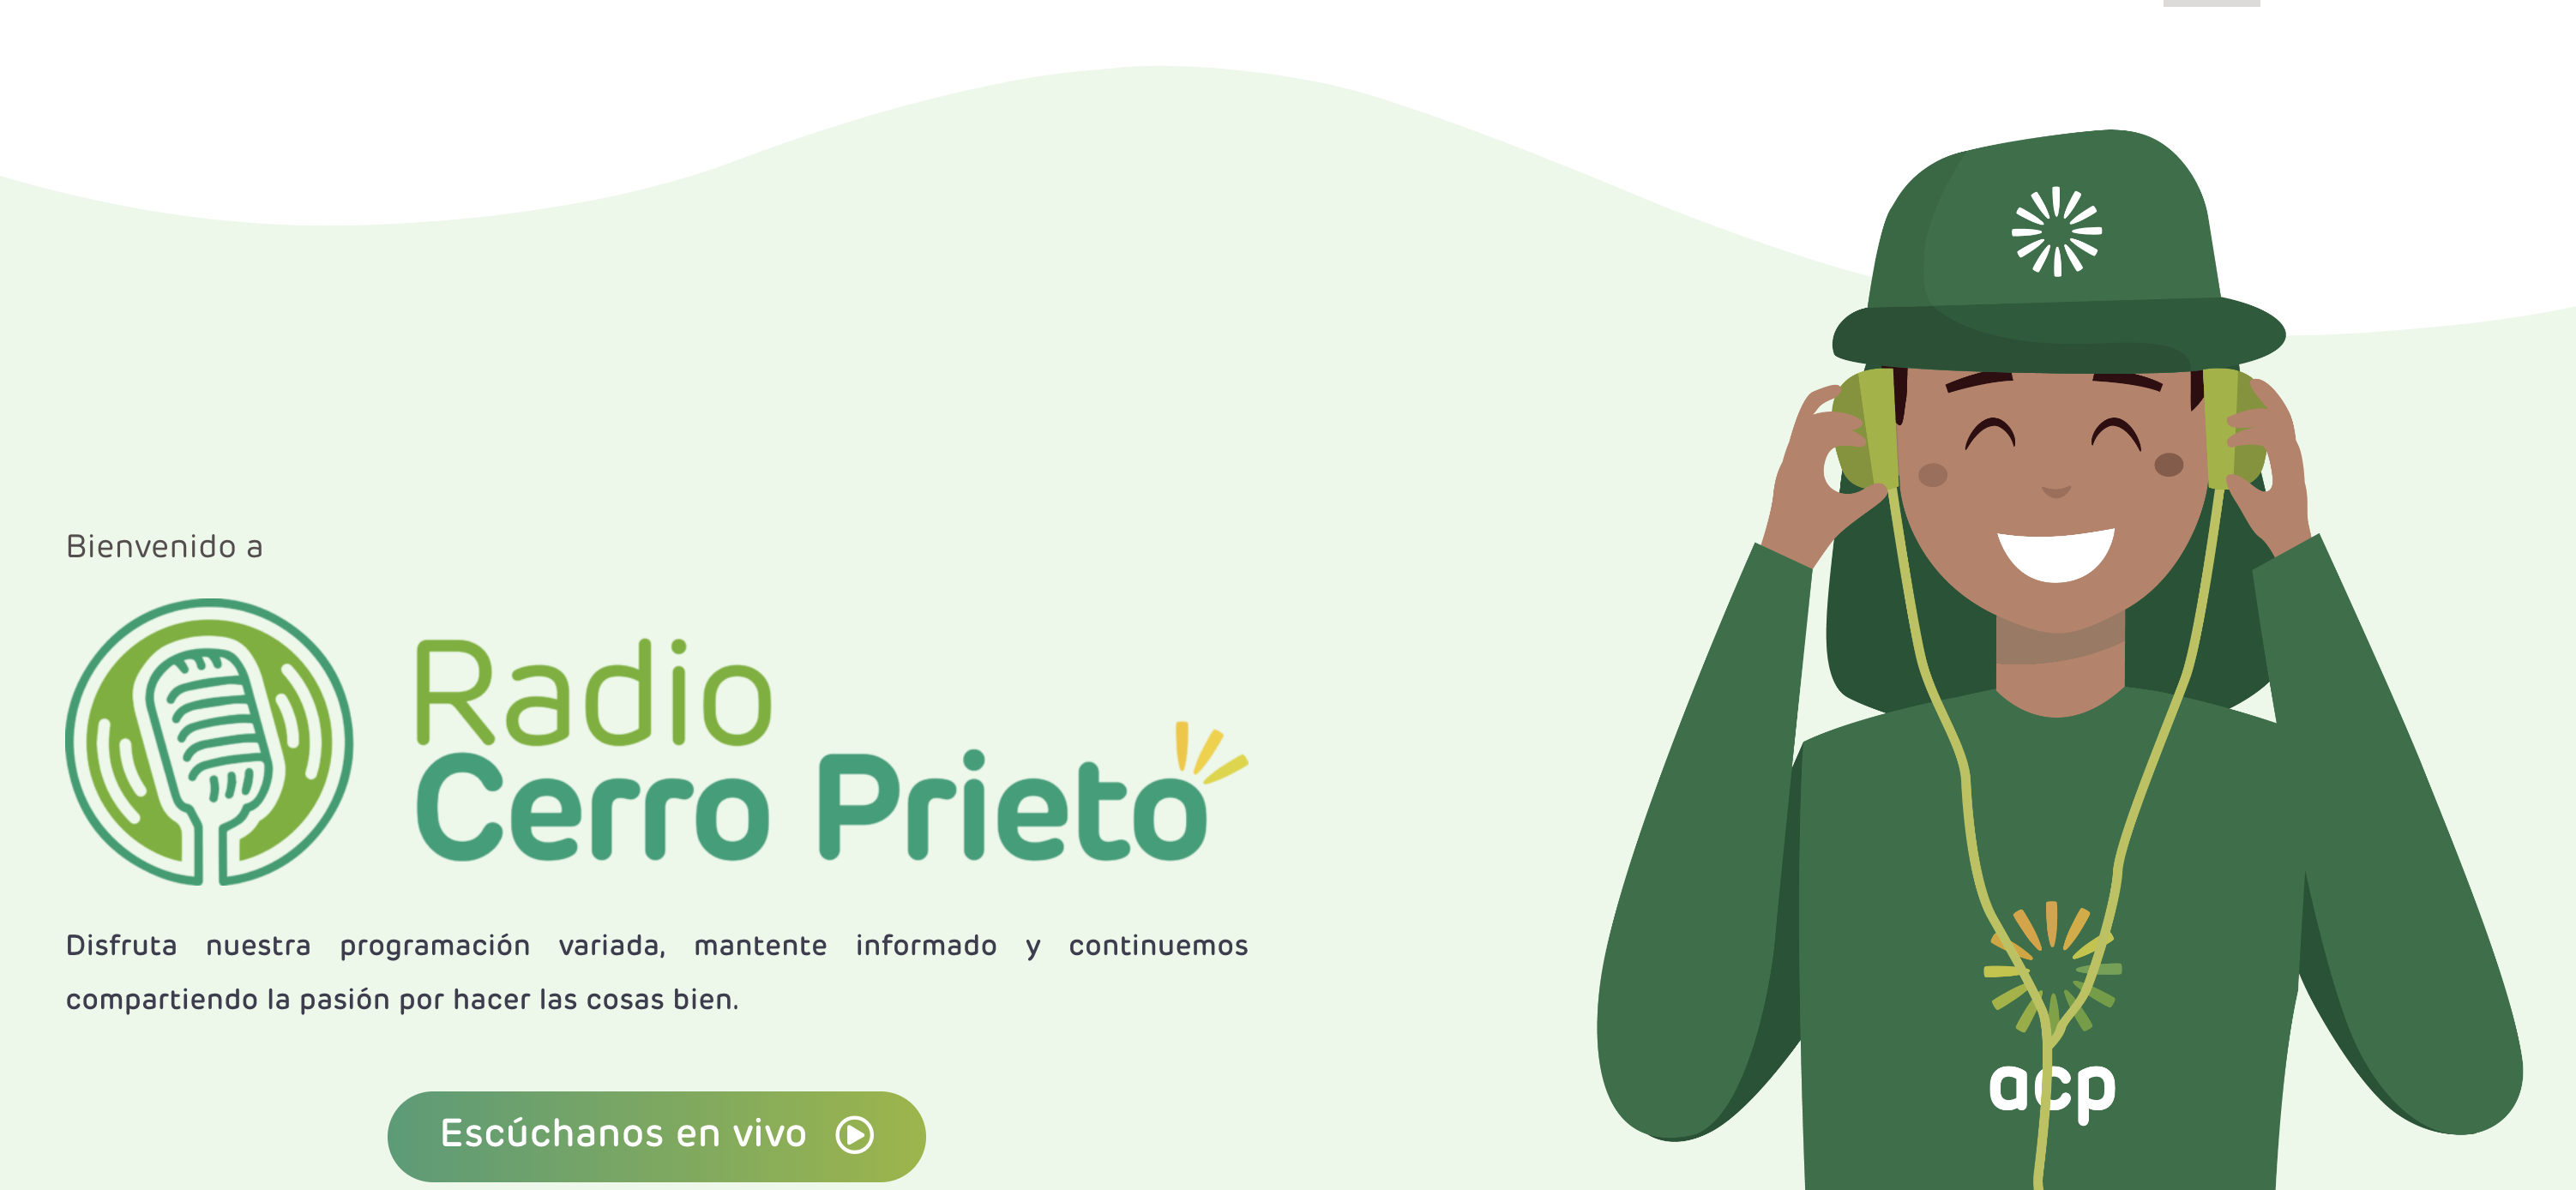 Bienvenido a
Radio
Cerro Prieto
Disfruta nuestra programación variada, mantente informado y continuemos
compartiendo la pasión por hacer las cosas bien.
Escúchanos en vivo
acp